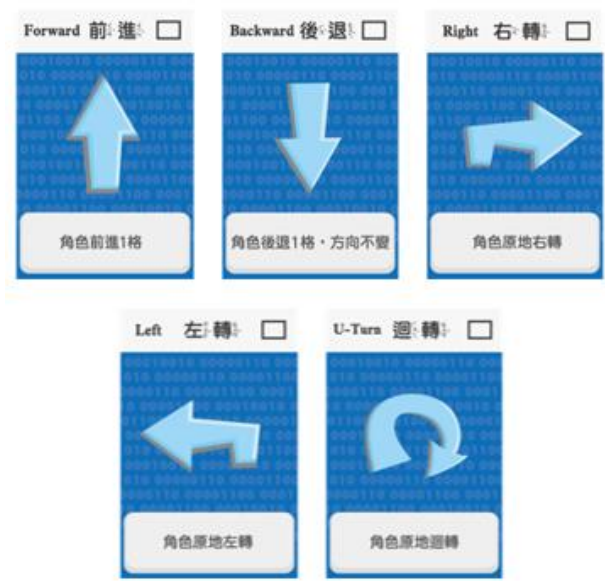 Forward 前進
Backward 後退
Right 右轉
角色前進1格
角色後退1格,方向不變
角色原地右轉
Left 左轉
U-Turn 迴轉
角色原地左轉
角色原地迴轉